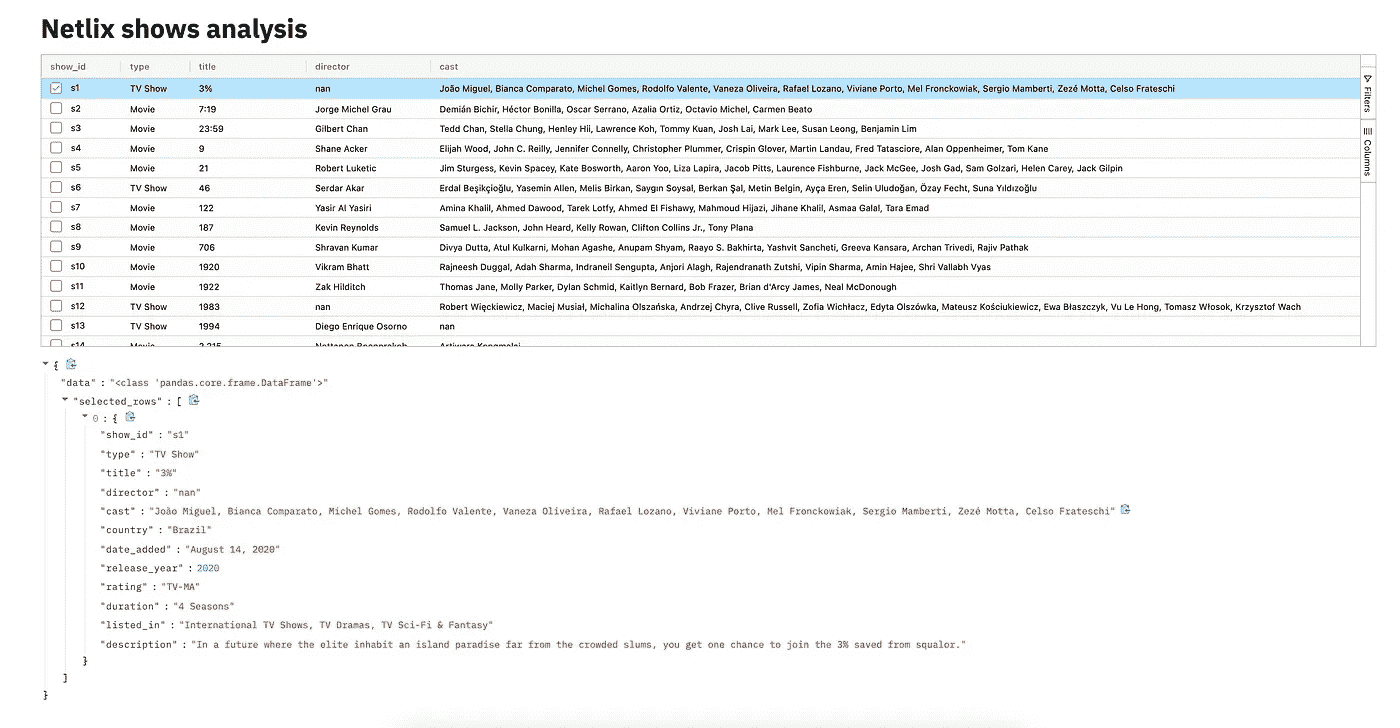 Netlix shows analysis
show_id type title director cast
s1 TV Show 3% nan João Miguel, Bianca Comparato, Michel Gomes, Rodolfo Valente, Vaneza Oliveira, Rafael Lozano, Viviane Porto, Mel Fronckowiak, Sergio Mamberti, Zezé Motta, Celso Frateschi
s2 Movie 7:19 Jorge Michel Grau Demián Bichir, Héctor Bonilla, Oscar Serrano, Azalia Ortiz, Octavio Michel, Carmen Beato
s3 Movie 23:59 Gilbert Chan Tedd Chan, Stella Chung, Henley Hii, Lawrence Koh, Tommy Kuan, Josh Lai, Mark Lee, Susan Leong, Benjamin Lim
s4 Movie 9 Shane Acker Elijah Wood, John C. Reilly, Jennifer Connelly, Christopher Plummer, Crispin Glover, Martin Landau, Fred Tatasciore, Alan Oppenheimer, Tom Kane
s5 Movie 21 Robert Luketic Jim Sturgess, Kevin Spacey, Kate Bosworth, Aaron Yoo, Liza Lapira, Jacob Pitts, Laurence Fishburne, Jack McGee, Josh Gad, Sam Golzari, Helen Carey, Jack Gilpin
s6 TV Show 46 Serdar Akar Erdal Beşikçioğlu, Yasemin Allen, Melis Birkan, Saygın Soysal, Berkan Şal, Metin Belgin, Ayça Eren, Selin Uludoğan, Özay Fecht, Suna Yıldızoğlu
s7 Movie 122 Yasir Al Yasiri Amina Khalil, Ahmed Dawood, Tarek Lotfy, Ahmed El Fishawy, Mahmoud Hijazi, Jihane Khalil, Asmaa Galal, Tara Emad
s8 Movie 187 Kevin Reynolds Samuel L. Jackson, John Heard, Kelly Rowan, Clifton Collins Jr., Tony Plana
s9 Movie 706 Shravan Kumar Divya Dutta, Atul Kulkarni, Mohan Agashe, Anupam Shyam, Raayo S. Bakhirta, Yashvit Sancheti, Greeva Kansara, Archan Trivedi, Rajiv Pathak
s10 Movie 1920 Vikram Bhatt Rajneesh Duggal, Adah Sharma, Indraneil Sengupta, Anjori Alagh, Rajendranath Zutshi, Vipin Sharma, Amin Hajee, Shri Vallabh Vyas
s11 Movie 1922 Zak Hilditch Thomas Jane, Molly Parker, Dylan Schmid, Kaitlyn Bernard, Bob Frazer, Brian d'Arcy James, Neal McDonough
s12 TV Show 1983 nan Robert Więckiewicz, Maciej Musiał, Michalina Olszańska, Andrzej Chyra, Clive Russell, Zofia Wichłacz, Edyta Olszówka, Mateusz Kościukiewicz, Ewa Błaszczyk, Vu Le Hong, Tomasz Włosok, Krzysztof Wach
s13 TV Show 1994 Diego Enrique Osorno nan
s14 Movie
Filters
Columns
{
"data" : "<class 'pandas.core.frame.DataFrame'>"
"selected_rows" : [
0 : {
"show_id" : "s1"
"type" : "TV Show"
"title" : "3%"
"director" : "nan"
"cast" : "João Miguel, Bianca Comparato, Michel Gomes, Rodolfo Valente, Vaneza Oliveira, Rafael Lozano, Viviane Porto, Mel Fronckowiak, Sergio Mamberti, Zezé Motta, Celso Frateschi"
"country" : "Brazil"
"date_added" : "August 14, 2020"
"release_year" : 2020
"rating" : "TV-MA"
"duration" : "4 Seasons"
"listed_in" : "International TV Shows, TV Dramas, TV Sci-Fi & Fantasy"
"description" : "In a future where the elite inhabit an island paradise far from the crowded slums, you get one chance to join the 3% saved from squalor."
}
]
}